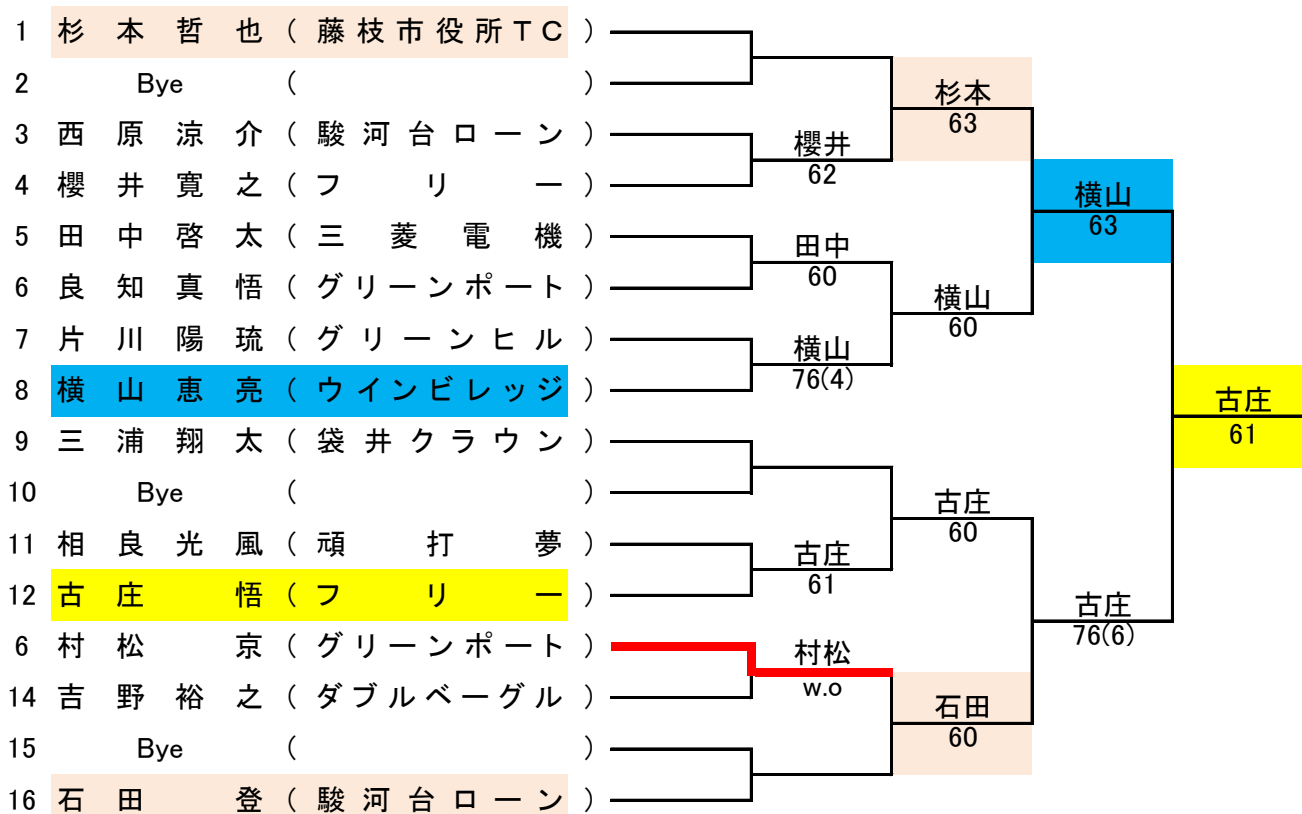 1 杉本哲也(藤枝市役所TC)
2 Bye ( )
杉本
63
3 西原涼介(駿河台ローン)
櫻井
62
4 櫻井寛之(フリー)
横山
63
5 田中啓太(三菱電機)
田中
60
6 良知真悟(グリーンポート)
横山
60
7 片川陽琉(グリーンヒル)
横山
76(4)
8 横山恵亮(ウインビレッジ)
古庄
61
9 三浦翔太(袋井クラウン)
10 Bye ( )
古庄
60
11 相良光風(頑打夢)
古庄
61
12 古庄悟(フリー)
古庄
76(6)
6 村松京(グリーンポート)
村松
w.o
14 吉野裕之(ダブルベーグル)
石田
60
15 Bye ( )
16 石田登(駿河台ローン)